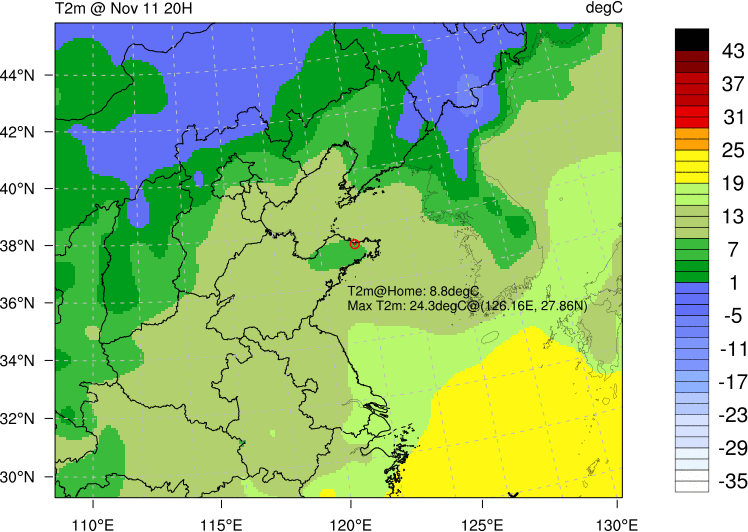 T2m @ Nov 11 20H
degC
44°N
42°N
40°N
38°N
36°N
34°N
32°N
30°N
T2m@Home: 8.8degC
Max T2m: 24.3degC@(126.16E, 27.86N)
110°E
115°E
120°E
125°E
130°E
43
37
31
25
19
13
7
1
-5
-11
-17
-23
-29
-35